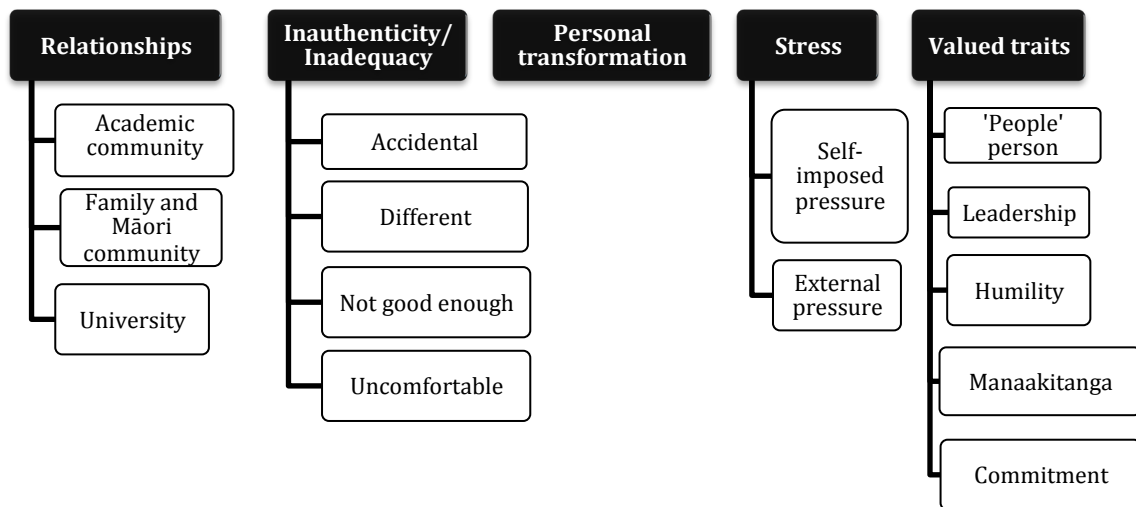 Relationships
Academic
community
Family and
Māori
community
University
Inauthenticity/
Inadequacy
Accidental
Different
Not good enough
Uncomfortable
Personal
transformation
Stress
Self-
imposed
pressure
External
pressure
Valued traits
'People'
person
Leadership
Humility
Manaakitanga
Commitment